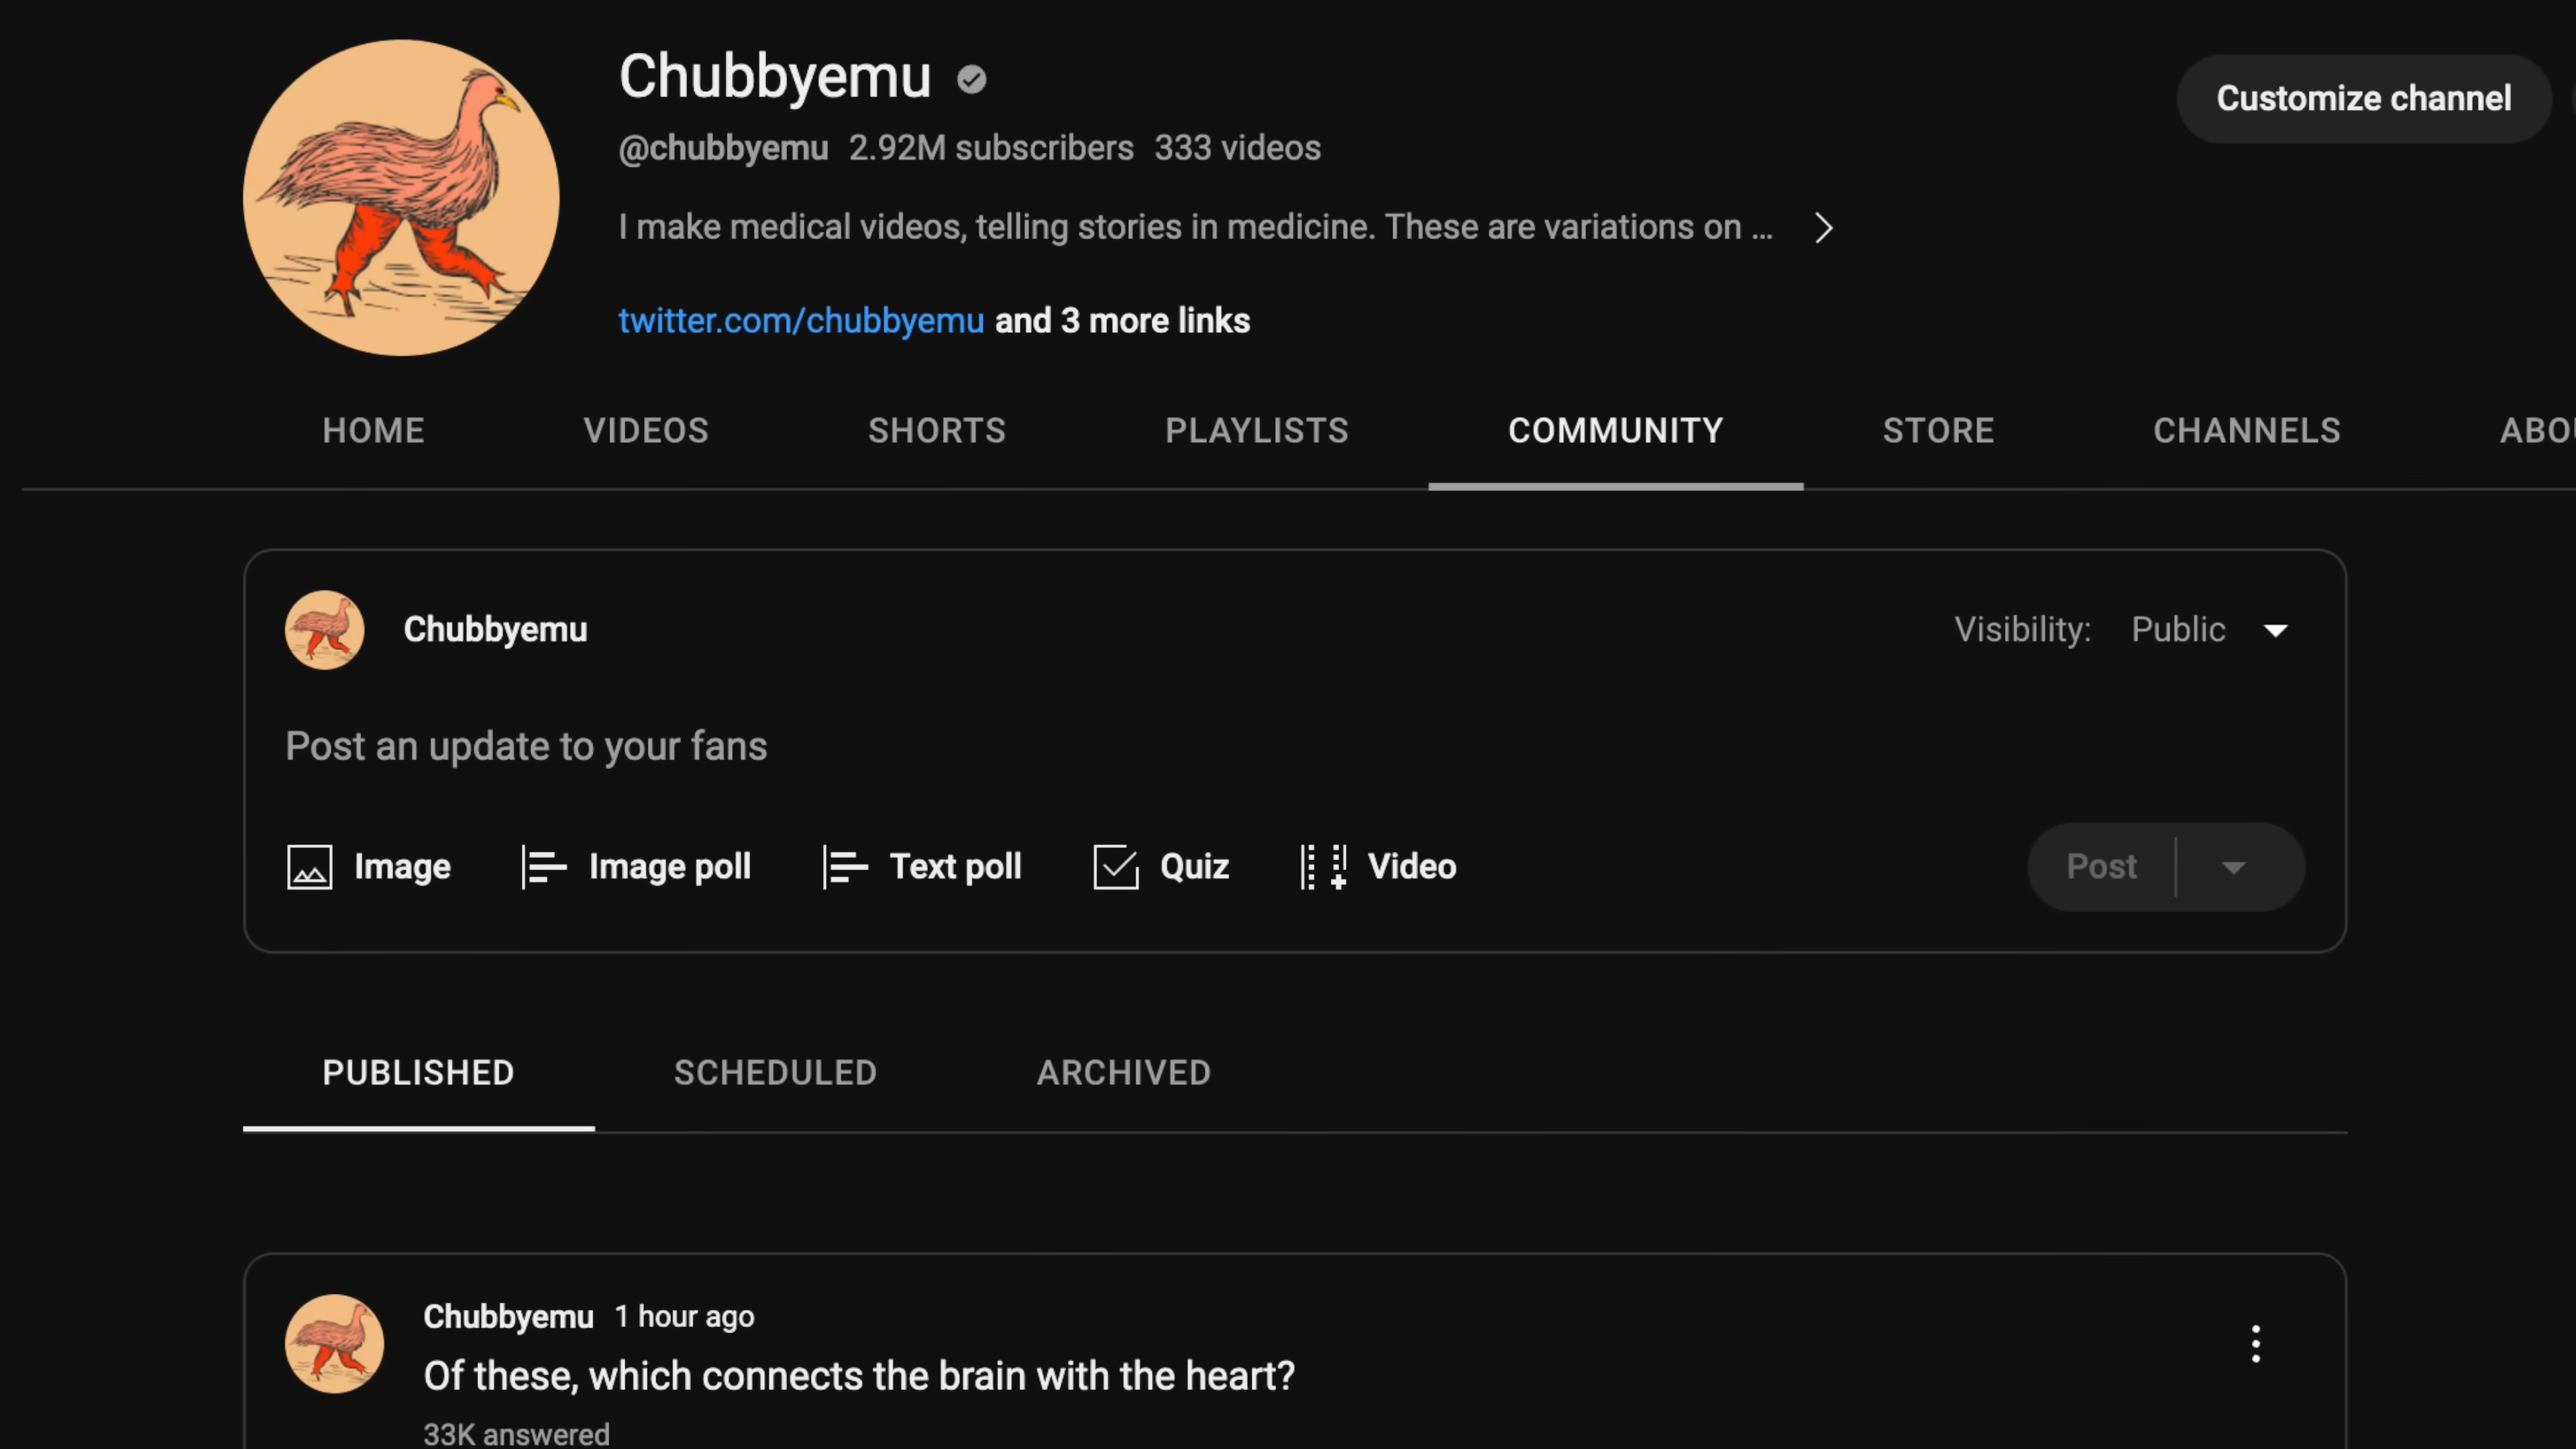 Chubbyemu
@chubbyemu 2.92M subscribers 333 videos
I make medical videos, telling stories in medicine. These are variations on ...
twitter.com/chubbyemu and 3 more links
Customize channel
HOME VIDEOS SHORTS PLAYLISTS COMMUNITY STORE CHANNELS ABOU
Chubbyemu
Visibility: Public
Post an update to your fans
Image Image poll Text poll Quiz Video
Post
PUBLISHED SCHEDULED ARCHIVED
Chubbyemu 1 hour ago
Of these, which connects the brain with the heart?
33K answered